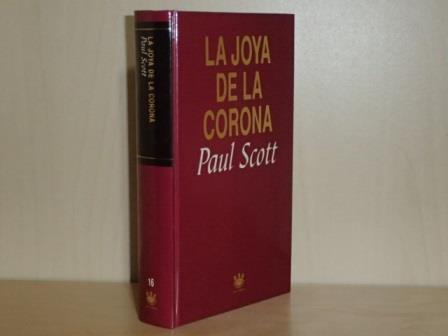 LA JOYA DE LA CORONA
Paul Scott
16
LA JOYA
DE LA
CORONA
Paul Scott